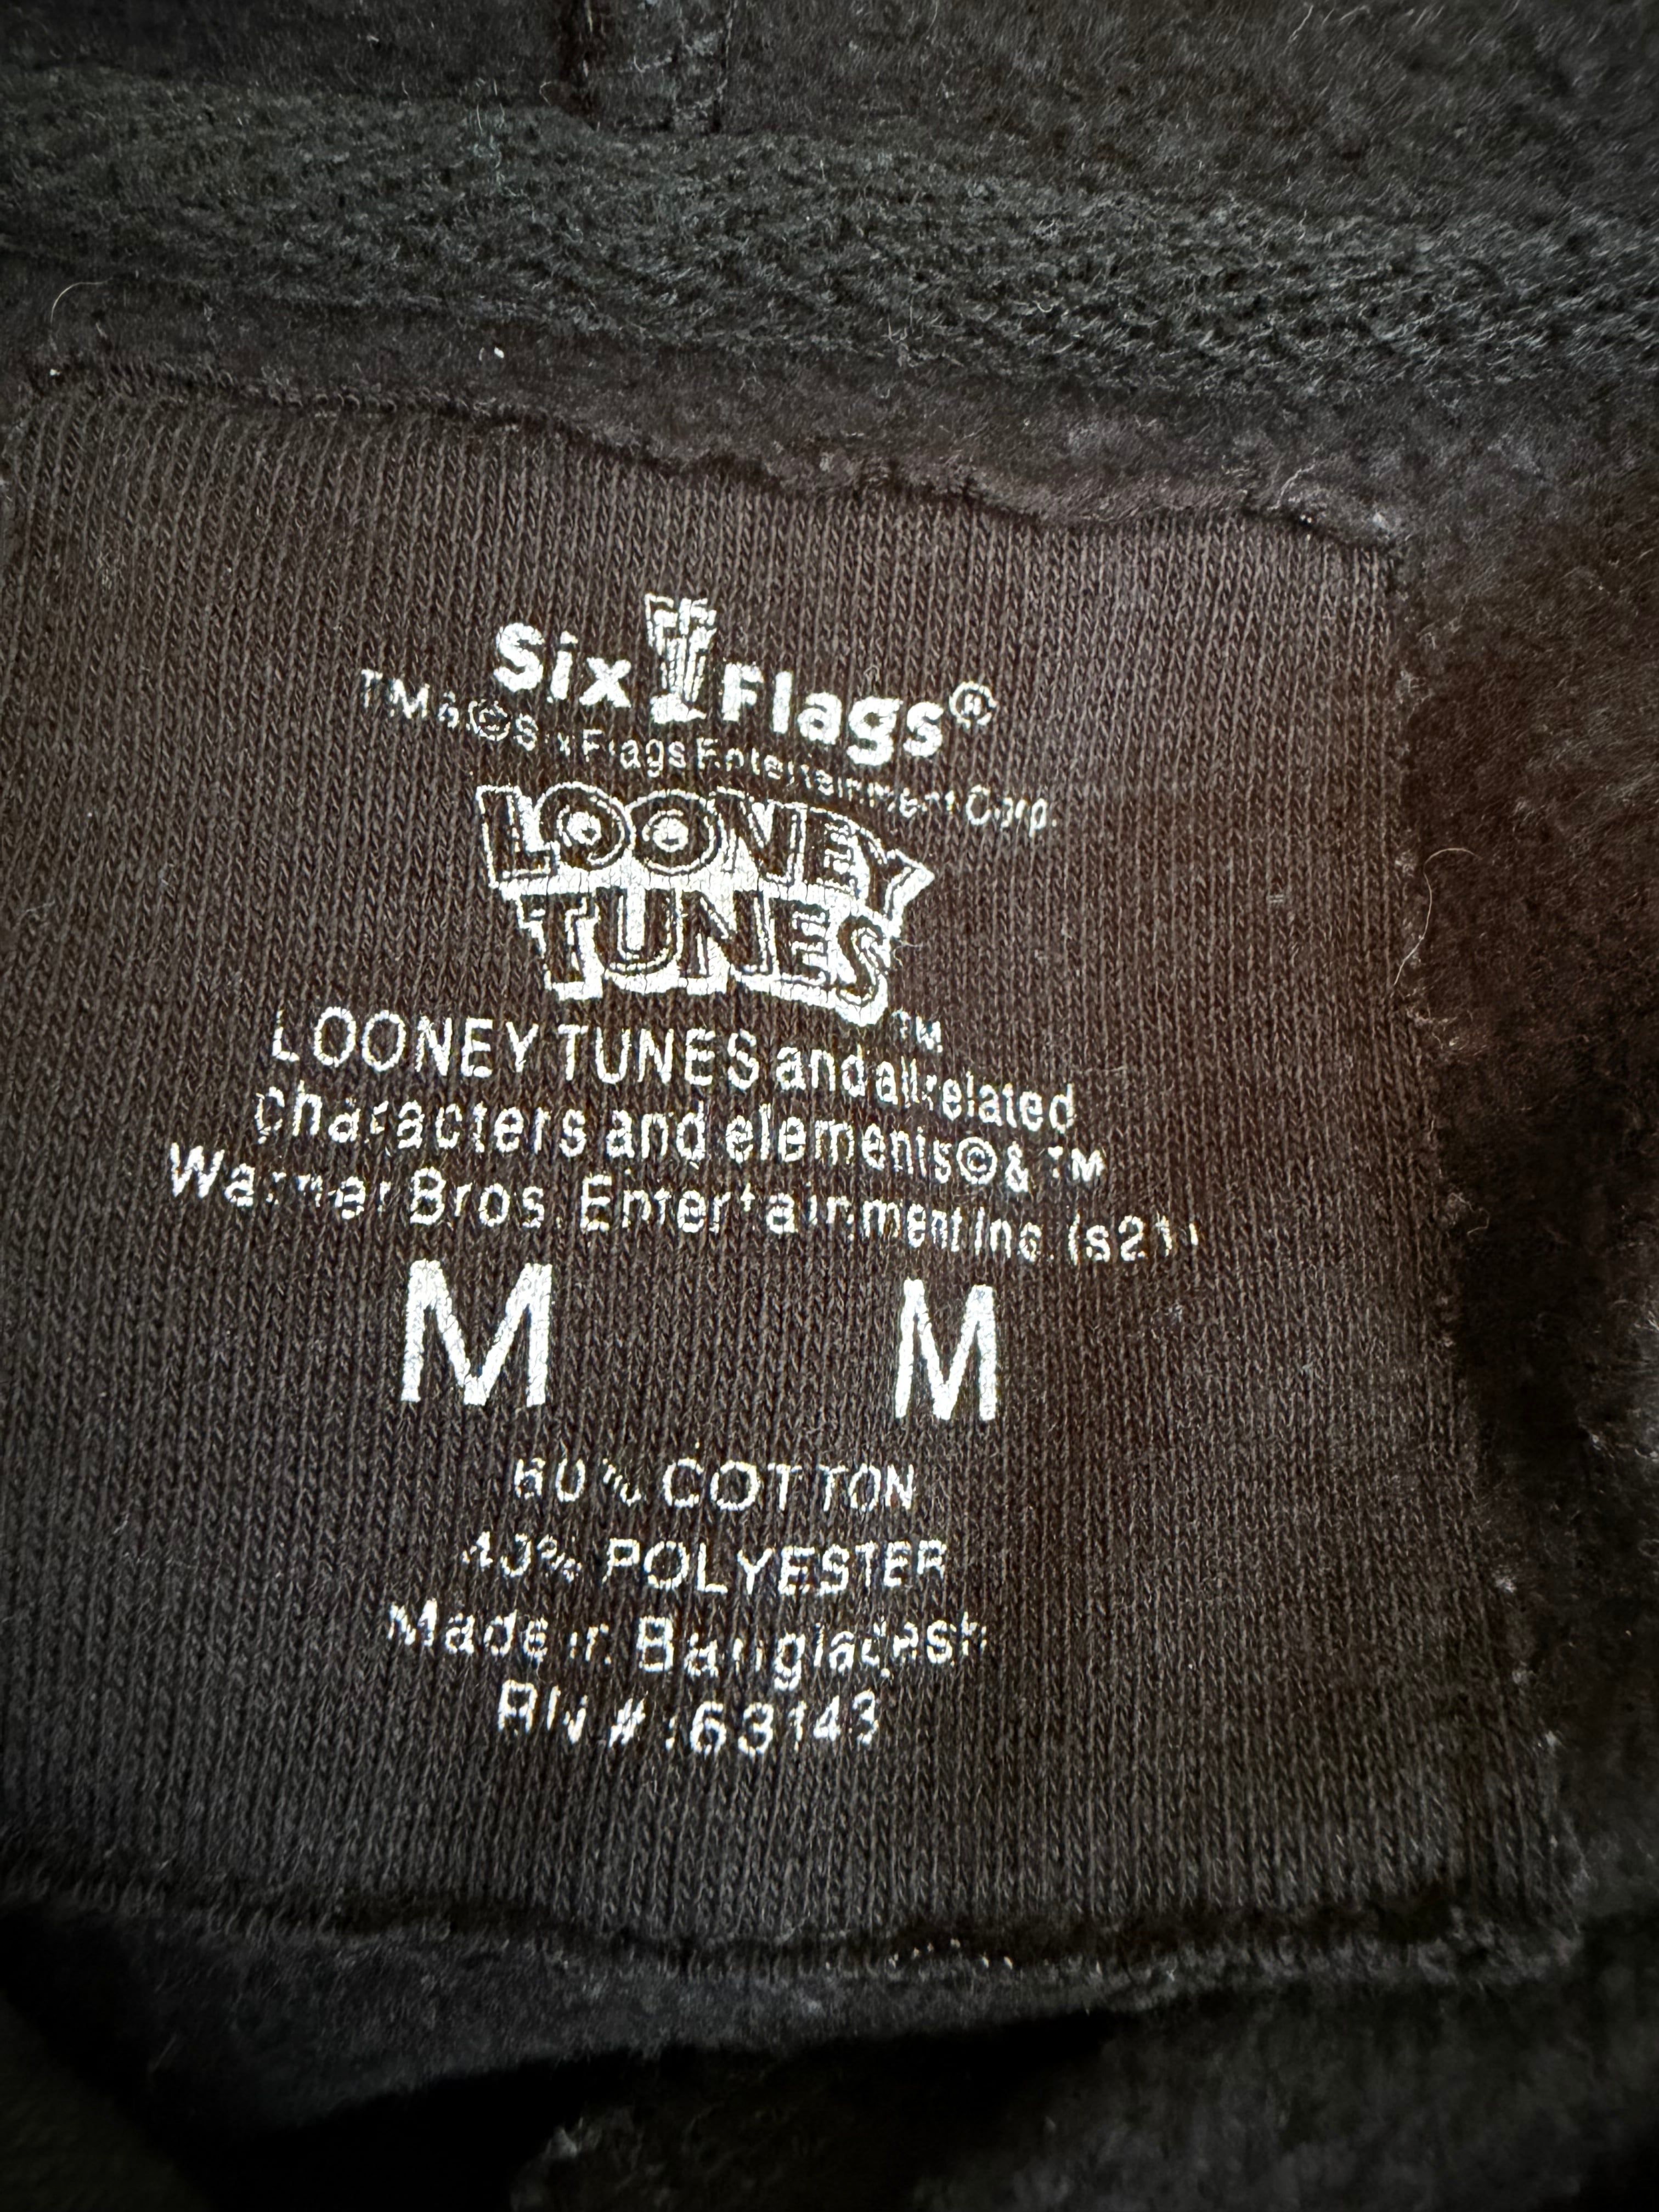 Six Flags®
TM & © Six Flags Entertainment Corp.
LOONEY
TUNES
TM
LOONEY TUNES and all related
characters and elements © & TM
Warner Bros. Entertainment Inc. (s21)
M M
60% COTTON
40% POLYESTER
Made in Bangladesh
RN # : 63143